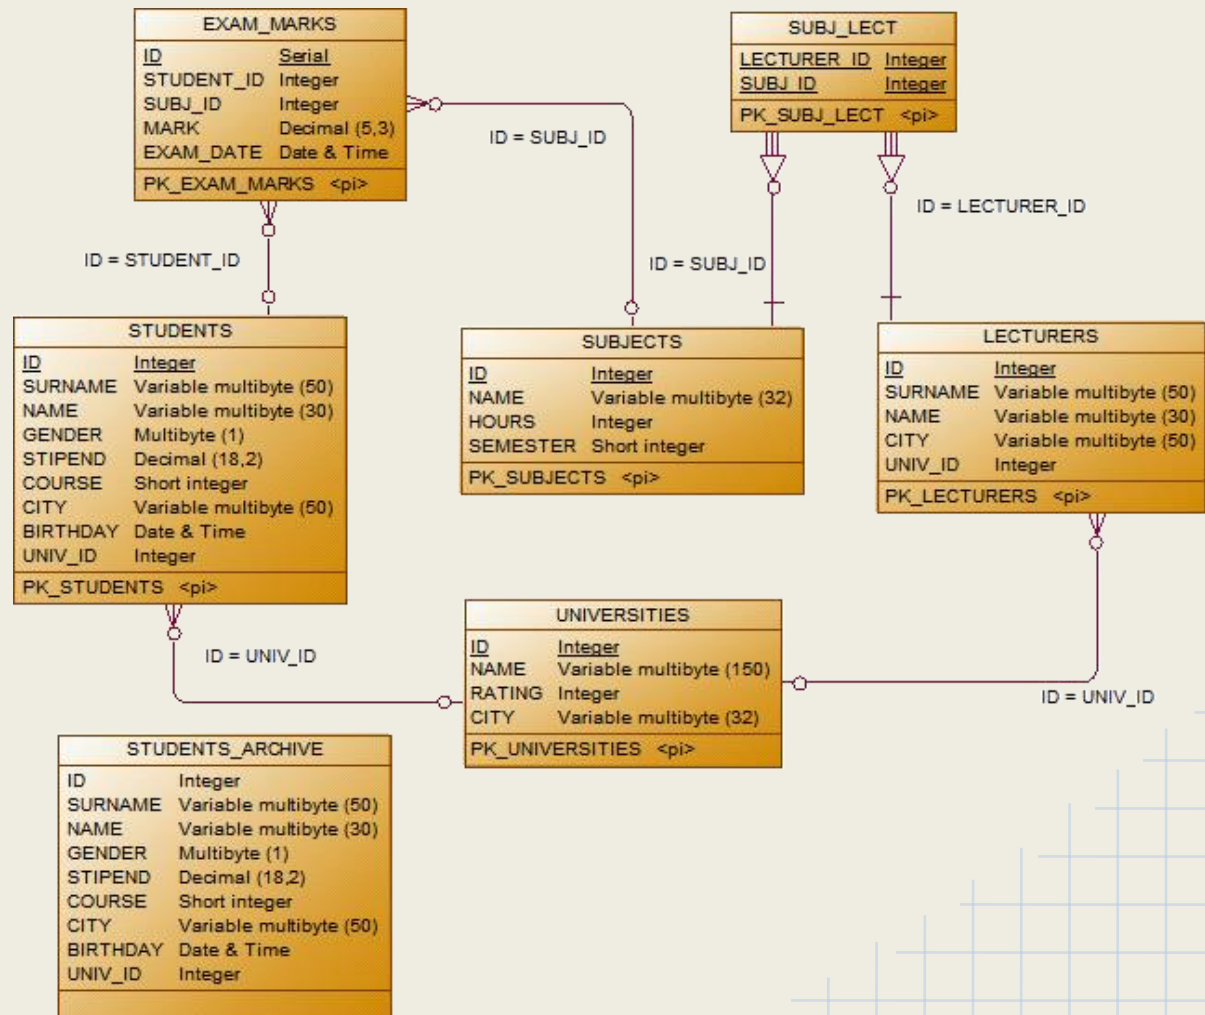 EXAM_MARKS
ID Serial
STUDENT_ID Integer
SUBJ_ID Integer
MARK Decimal (5,3)
EXAM_DATE Date & Time
PK_EXAM_MARKS <pi>
SUBJ_LECT
LECTURER_ID Integer
SUBJ_ID Integer
PK_SUBJ_LECT <pi>
ID = SUBJ_ID
ID = LECTURER_ID
ID = STUDENT_ID
ID = SUBJ_ID
STUDENTS
ID Integer
SURNAME Variable multibyte (50)
NAME Variable multibyte (30)
GENDER Multibyte (1)
STIPEND Decimal (18,2)
COURSE Short integer
CITY Variable multibyte (50)
BIRTHDAY Date & Time
UNIV_ID Integer
PK_STUDENTS <pi>
SUBJECTS
ID Integer
NAME Variable multibyte (32)
HOURS Integer
SEMESTER Short integer
PK_SUBJECTS <pi>
LECTURERS
ID Integer
SURNAME Variable multibyte (50)
NAME Variable multibyte (30)
CITY Variable multibyte (50)
UNIV_ID Integer
PK_LECTURERS <pi>
ID = UNIV_ID
UNIVERSITIES
ID Integer
NAME Variable multibyte (150)
RATING Integer
CITY Variable multibyte (32)
PK_UNIVERSITIES <pi>
ID = UNIV_ID
STUDENTS_ARCHIVE
ID Integer
SURNAME Variable multibyte (50)
NAME Variable multibyte (30)
GENDER Multibyte (1)
STIPEND Decimal (18,2)
COURSE Short integer
CITY Variable multibyte (50)
BIRTHDAY Date & Time
UNIV_ID Integer